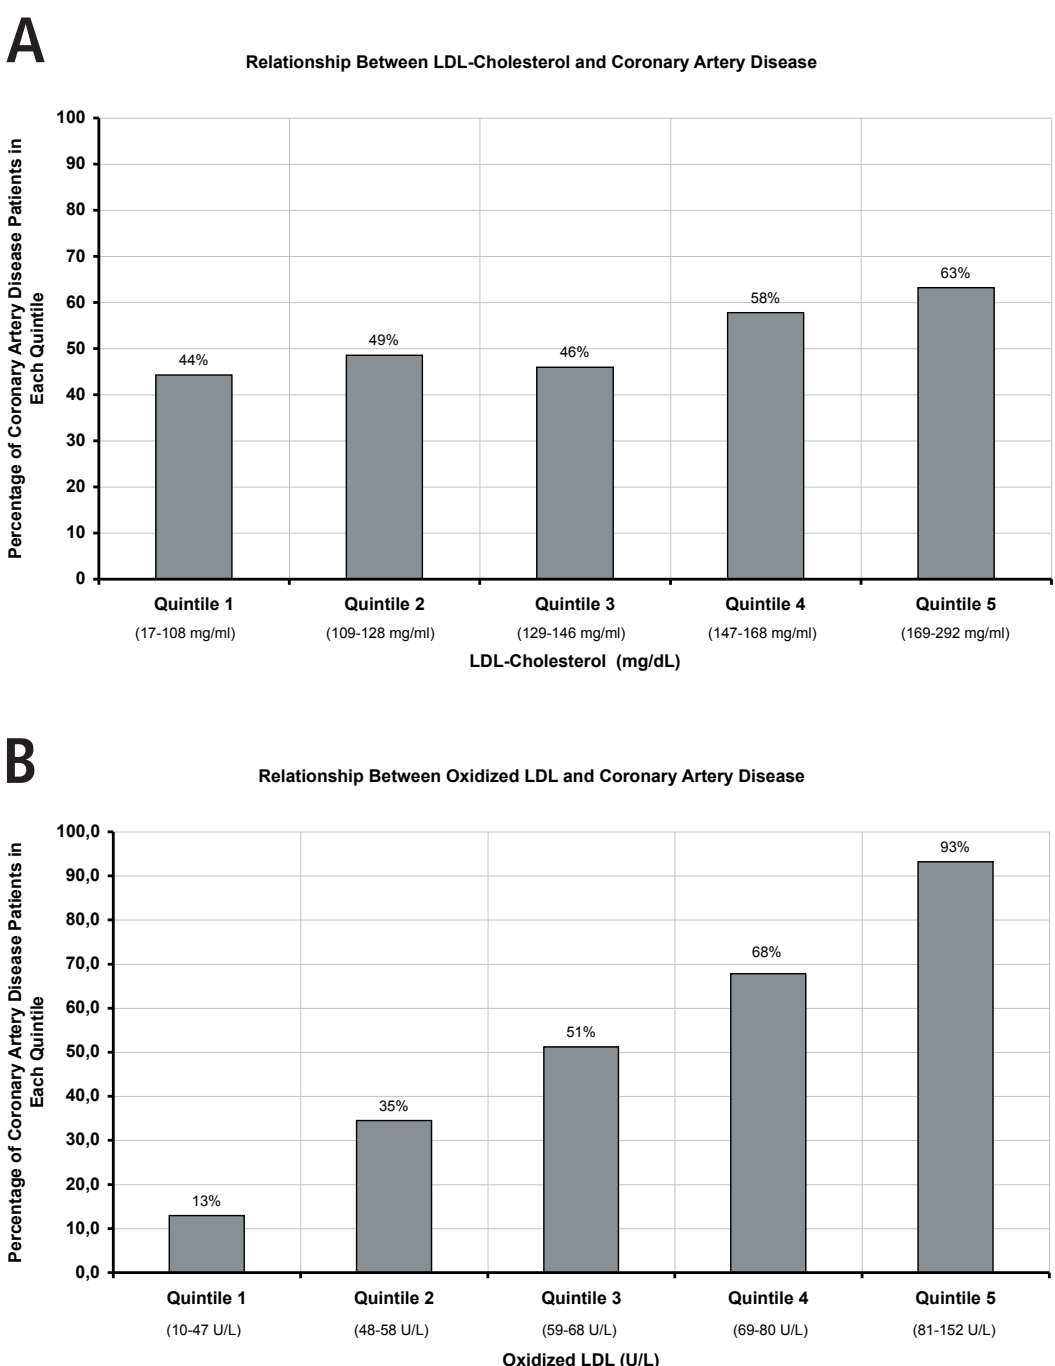 A
Relationship Between LDL-Cholesterol and Coronary Artery Disease
Percentage of Coronary Artery Disease Patients in
Each Quintile
100
90
80
70
60
50
40
30
20
10
0
44%
49%
46%
58%
63%
Quintile 1 Quintile 2 Quintile 3 Quintile 4 Quintile 5
(17-108 mg/ml) (109-128 mg/ml) (129-146 mg/ml) (147-168 mg/ml) (169-292 mg/ml)
LDL-Cholesterol (mg/dL)
B
Relationship Between Oxidized LDL and Coronary Artery Disease
Percentage of Coronary Artery Disease Patients in
Each Quintile
100,0
90,0
80,0
70,0
60,0
50,0
40,0
30,0
20,0
10,0
0,0
13%
35%
51%
68%
93%
Quintile 1 Quintile 2 Quintile 3 Quintile 4 Quintile 5
(10-47 U/L) (48-58 U/L) (59-68 U/L) (69-80 U/L) (81-152 U/L)
Oxidized LDL (U/L)